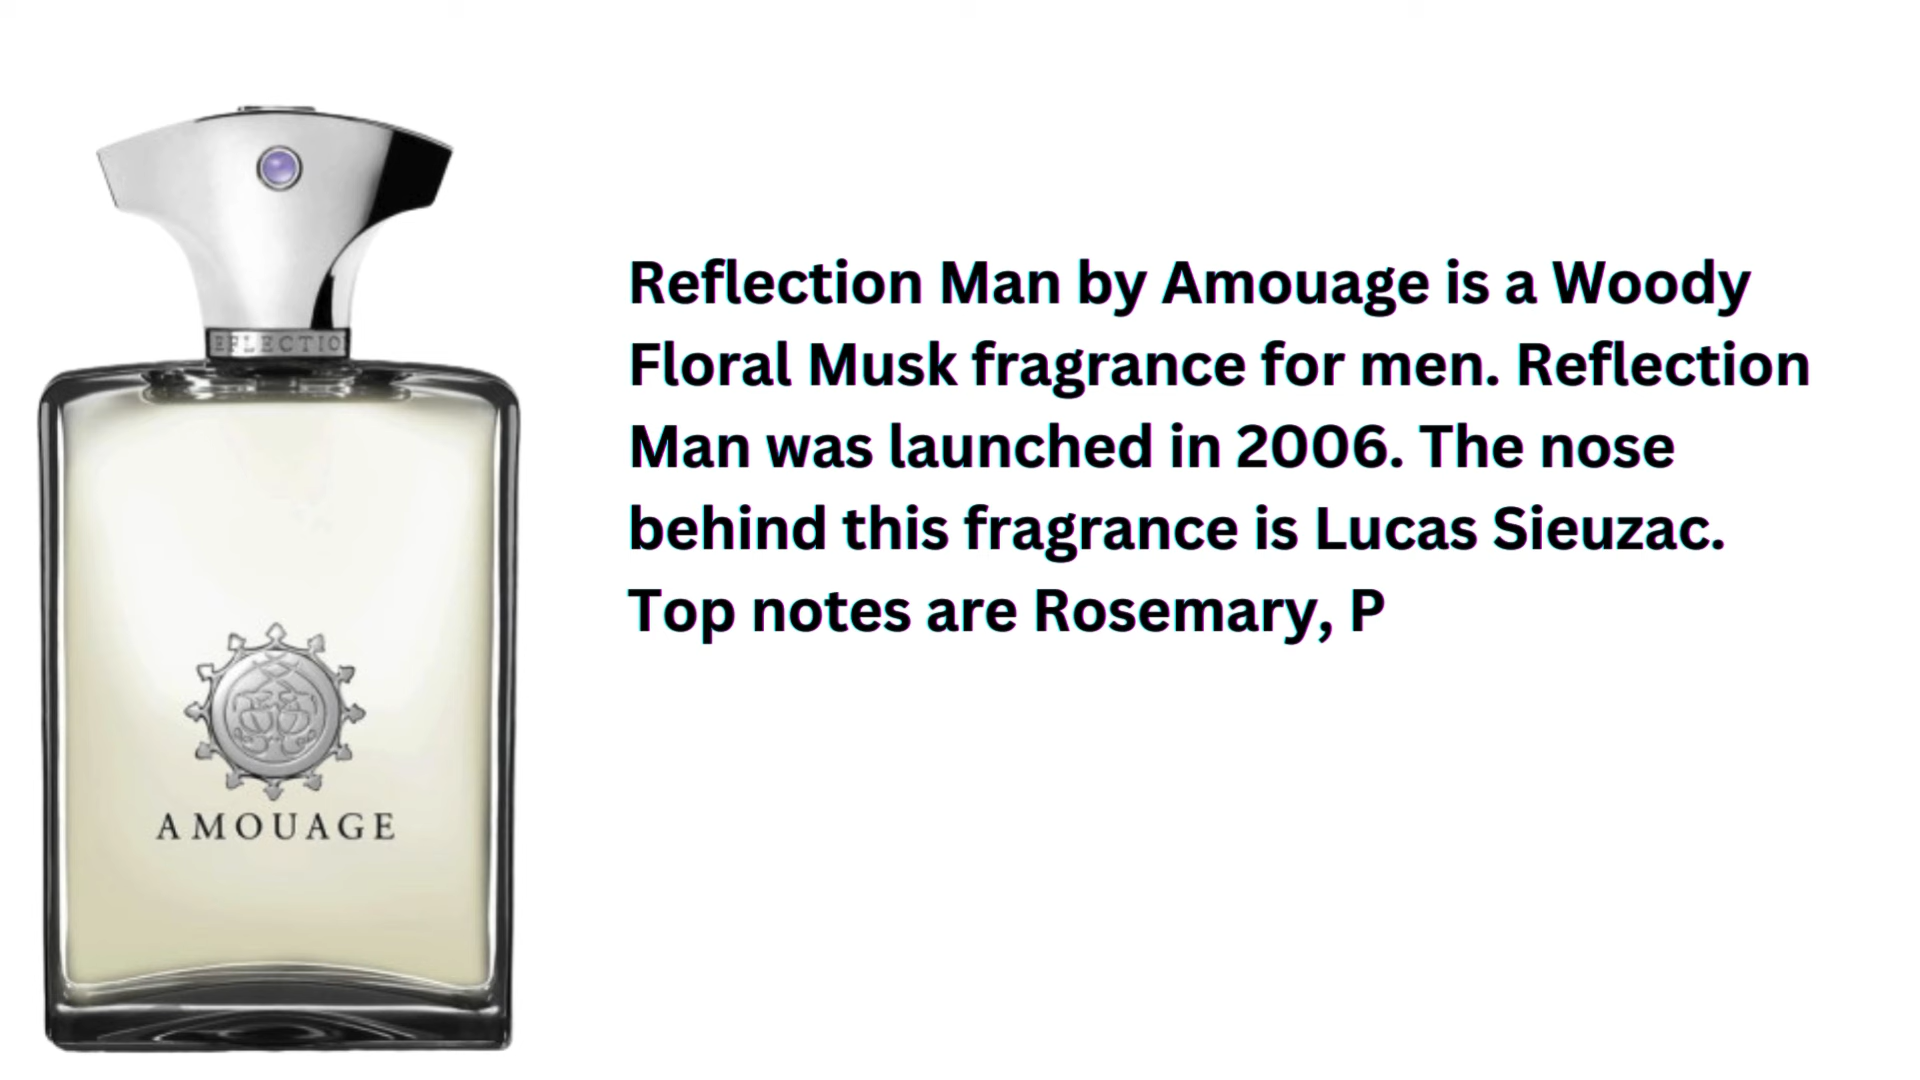 EFLECTIO
AMOUAGE
Reflection Man by Amouage is a Woody
Floral Musk fragrance for men. Reflection
Man was launched in 2006. The nose
behind this fragrance is Lucas Sieuzac.
Top notes are Rosemary, P